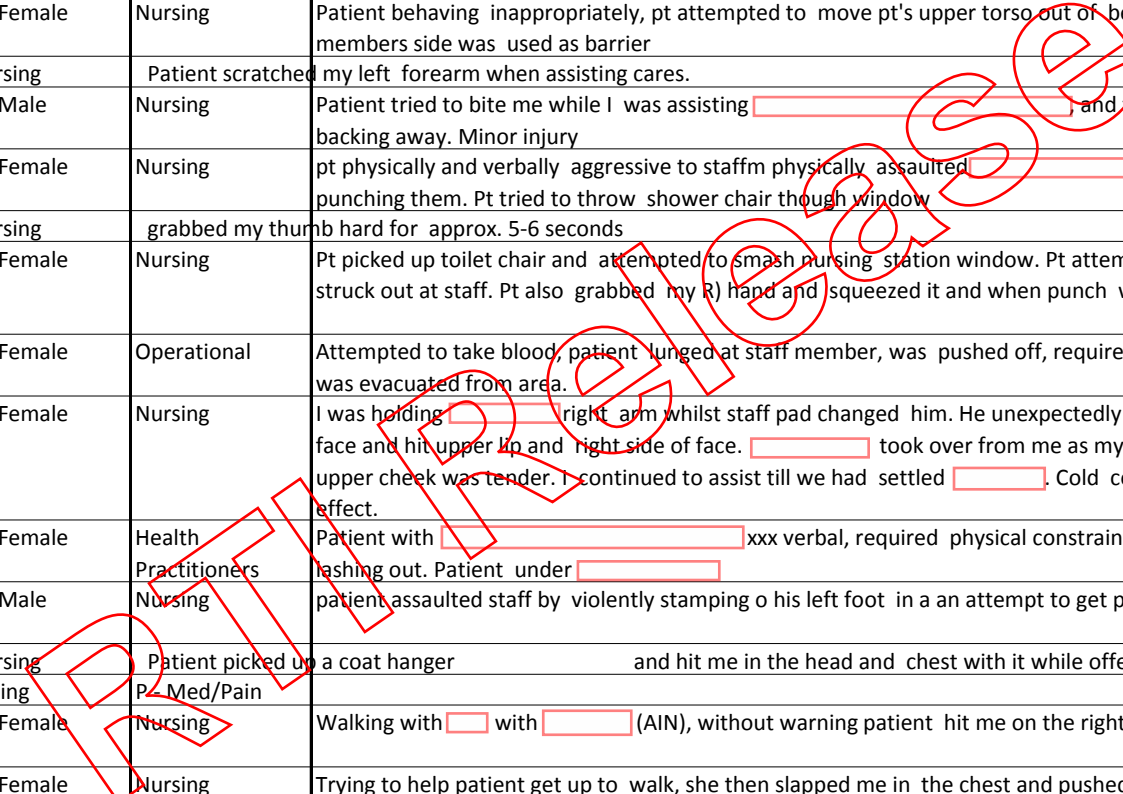 Female Nursing Patient behaving inappropriately, pt attempted to move pt's upper torso out of
members side was used as barrier
rsing Patient scratched my left forearm when assisting cares.
Male Nursing Patient tried to bite me while I was assisting , and
backing away. Minor injury
Female Nursing pt physically and verbally aggressive to staffm physically assaulted
punching them. Pt tried to throw shower chair though window
rsing grabbed my thumb hard for approx. 5-6 seconds
Female Nursing Pt picked up toilet chair and attempted to smash nursing station window. Pt attem
struck out at staff. Pt also grabbed my R) hand and squeezed it and when punch
Female Operational Attempted to take blood, patient lunged at staff member, was pushed off, require
was evacuated from area.
Female Nursing I was holding right arm whilst staff pad changed him. He unexpectedly
face and hit upper lip and right side of face. took over from me as my
upper cheek was tender. I continued to assist till we had settled . Cold
effect.
Female Health Patient with xxx verbal, required physical constrain
Practitioners lashing out. Patient under
Male Nursing patient assaulted staff by violently stamping o his left foot in a an attempt to get
rsing Patient picked up a coat hanger and hit me in the head and chest with it while offe
ing P - Med/Pain
Female Nursing Walking with with (AIN), without warning patient hit me on the right
Female Nursing Trying to help patient get up to walk, she then slapped me in the chest and pushed
RTI Release